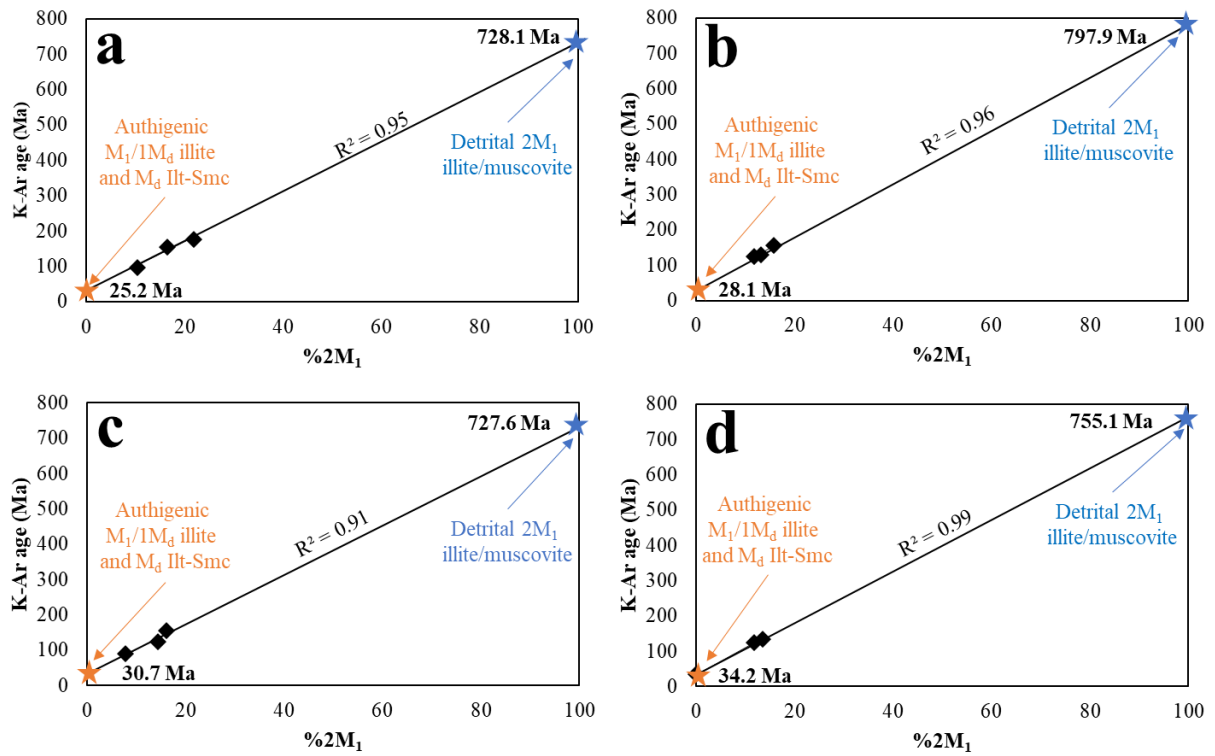 a
800
700
600
500
400
300
200
100
0
K-Ar age (Ma)
728.1 Ma
Authigenic
M₁/1M_d illite
and M_d Ilt-Smc
R² = 0.95
Detrital 2M₁
illite/muscovite
25.2 Ma
0 20 40 60 80 100
%2M₁
b
800
700
600
500
400
300
200
100
0
K-Ar age (Ma)
797.9 Ma
Authigenic
M₁/1M_d illite
and M_d Ilt-Smc
R² = 0.96
Detrital 2M₁
illite/muscovite
28.1 Ma
0 20 40 60 80 100
%2M₁
c
800
700
600
500
400
300
200
100
0
K-Ar age (Ma)
727.6 Ma
Authigenic
M₁/1M_d illite
and M_d Ilt-Smc
R² = 0.91
Detrital 2M₁
illite/muscovite
30.7 Ma
0 20 40 60 80 100
%2M₁
d
800
700
600
500
400
300
200
100
0
K-Ar age (Ma)
755.1 Ma
Authigenic
M₁/1M_d illite
and M_d Ilt-Smc
R² = 0.99
Detrital 2M₁
illite/muscovite
34.2 Ma
0 20 40 60 80 100
%2M₁